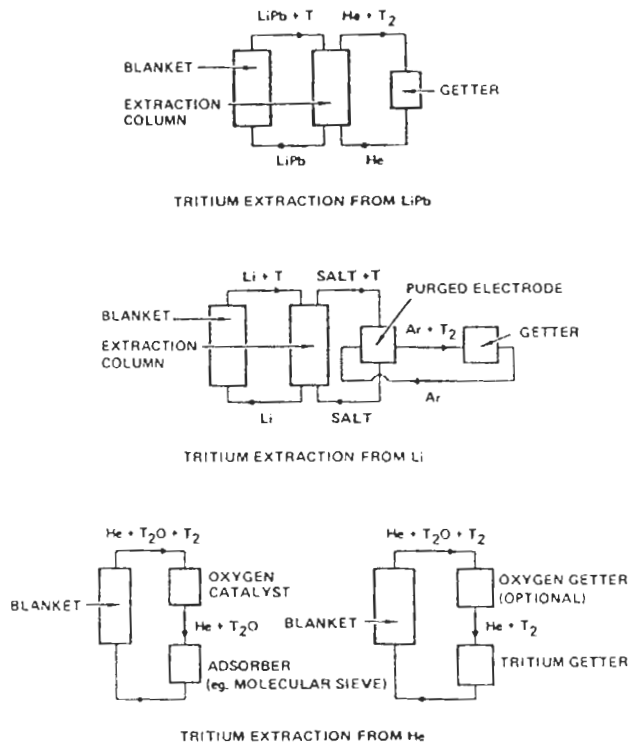 LiPb + T
He + T2
BLANKET
EXTRACTION
COLUMN
GETTER
LiPb
He
TRITIUM EXTRACTION FROM LiPb
Li + T
SALT + T
PURGED ELECTRODE
BLANKET
Ar + T2
GETTER
EXTRACTION
COLUMN
Ar
Li
SALT
TRITIUM EXTRACTION FROM Li
He + T2O + T2
OXYGEN
CATALYST
BLANKET
He + T2O
ADSORBER
(eg. MOLECULAR SIEVE)
He + T2O + T2
OXYGEN GETTER
(OPTIONAL)
BLANKET
He + T2
TRITIUM GETTER
TRITIUM EXTRACTION FROM He